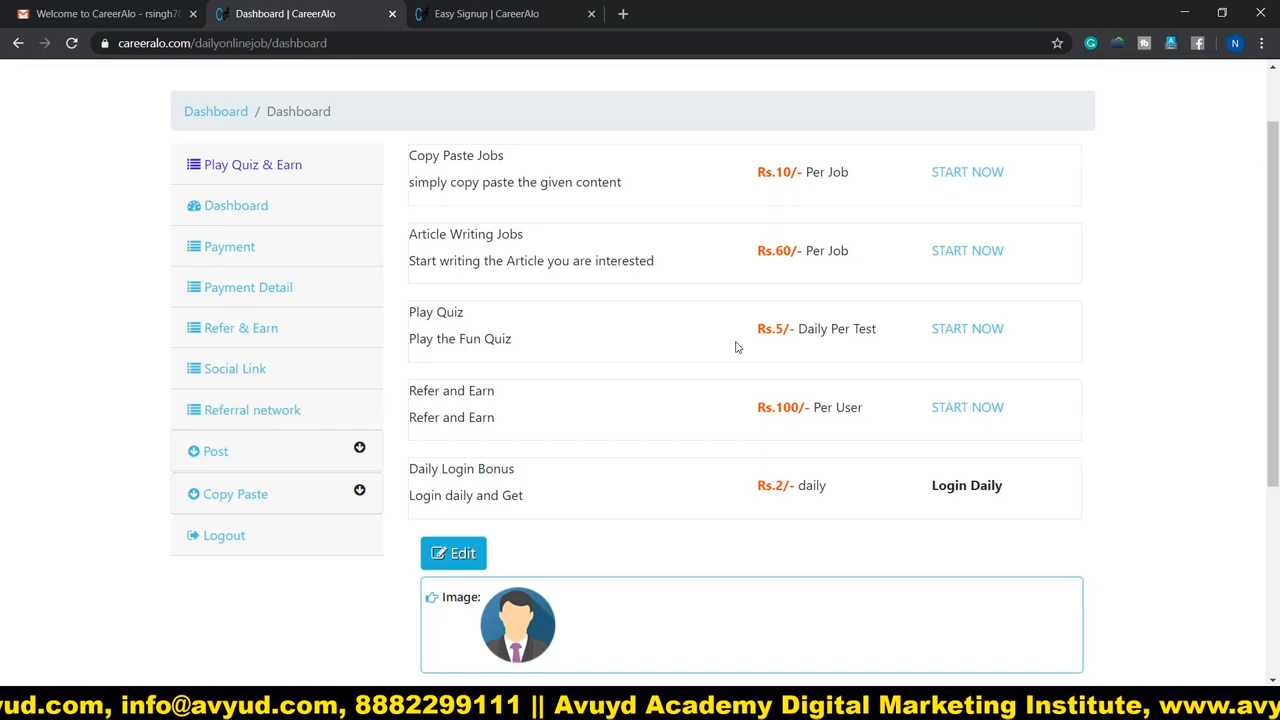 Welcome to CareerAlo - rsingh7
Dashboard | CareerAlo
Easy Signup | CareerAlo
careeralo.com/dailyonlinejob/dashboard
N
Dashboard / Dashboard
Play Quiz & Earn
Dashboard
Payment
Payment Detail
Refer & Earn
Social Link
Referral network
Post
Copy Paste
Logout
Copy Paste Jobs
simply copy paste the given content
Rs.10/- Per Job
START NOW
Article Writing Jobs
Start writing the Article you are interested
Rs.60/- Per Job
START NOW
Play Quiz
Play the Fun Quiz
Rs.5/- Daily Per Test
START NOW
Refer and Earn
Refer and Earn
Rs.100/- Per User
START NOW
Daily Login Bonus
Login daily and Get
Rs.2/- daily
Login Daily
Edit
Image:
yud.com, info@avyud.com, 8882299111 || Avuyd Academy Digital Marketing Institute, www.avy